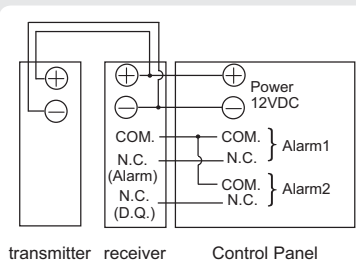 Power
12VDC
COM. COM.
Alarm1
N.C. N.C.
(Alarm)
COM.
Alarm2
N.C. N.C.
(D.Q.)
transmitter receiver Control Panel